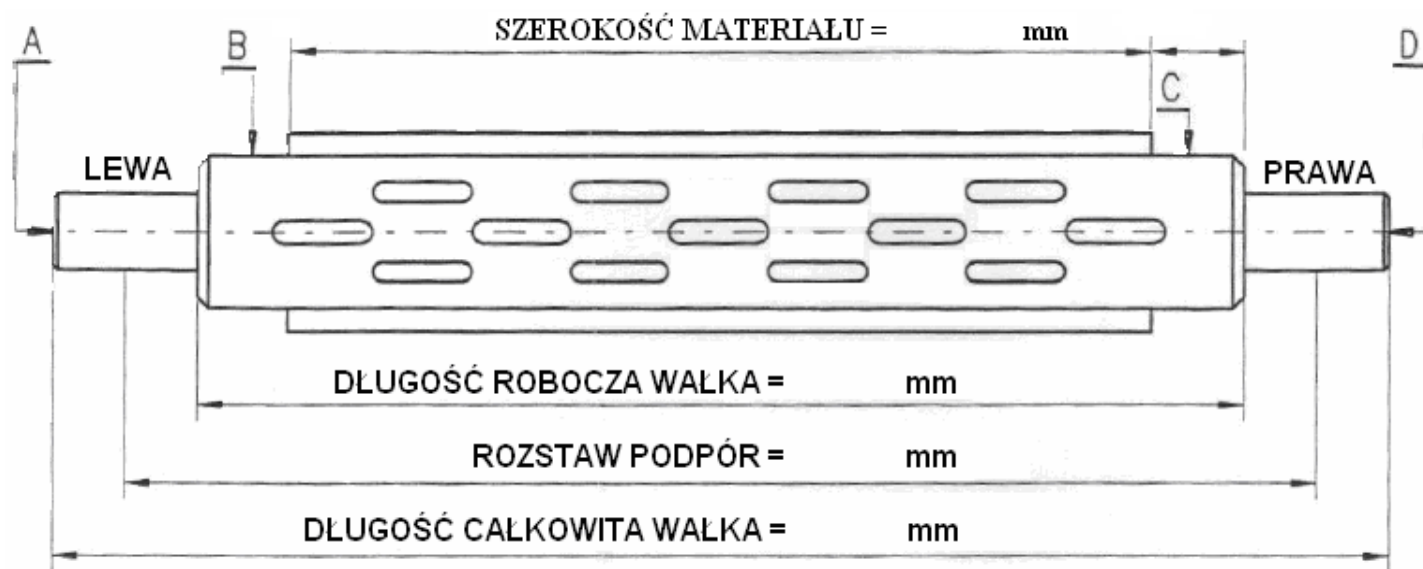 SZEROKOŚĆ MATERIAŁU = mm
A
B
C
D
LEWA
PRAWA
DŁUGOŚĆ ROBOCZA WAŁKA = mm
ROZSTAW PODPÓR = mm
DŁUGOŚĆ CAŁKOWITA WAŁKA = mm